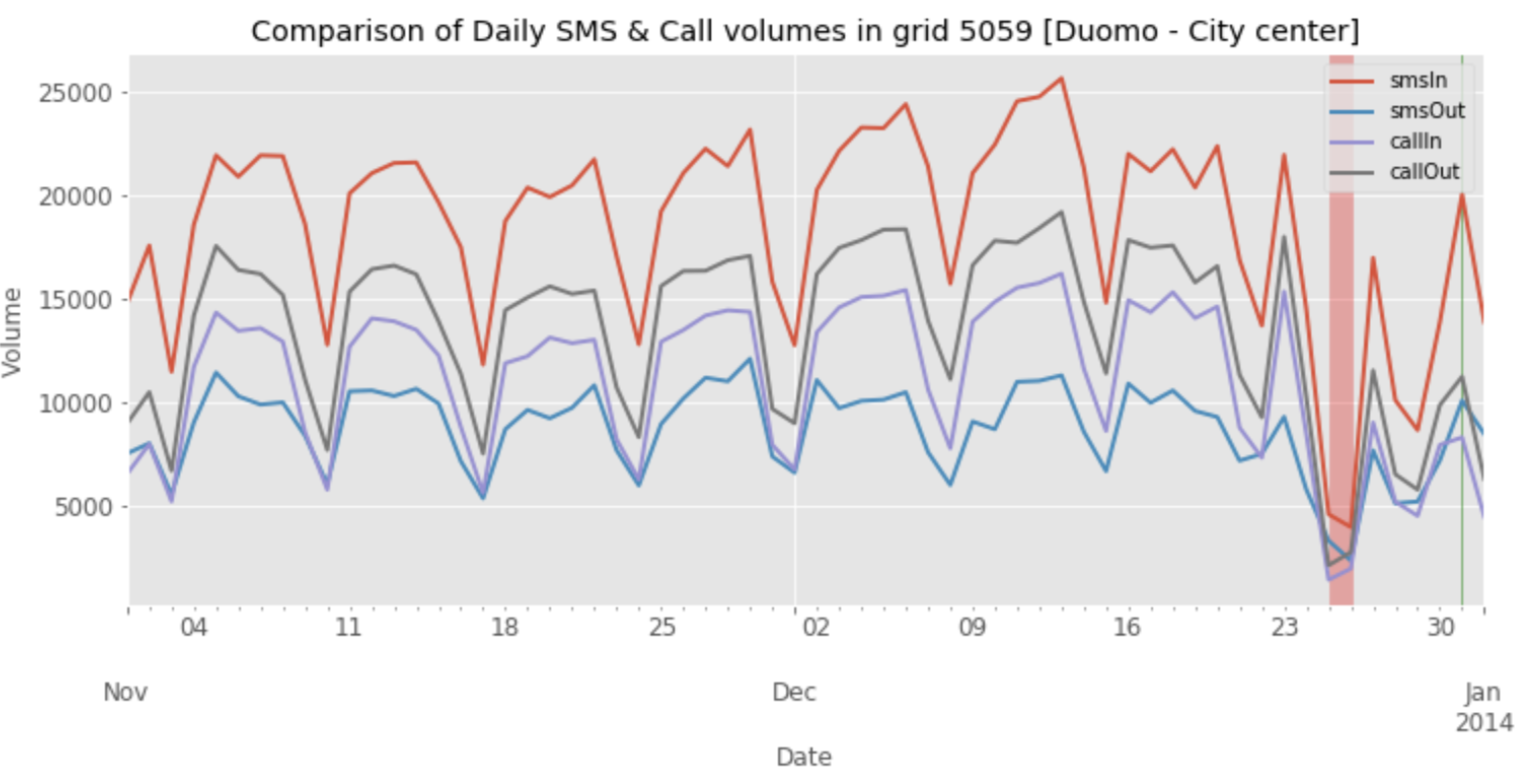 Comparison of Daily SMS & Call volumes in grid 5059 [Duomo - City center]
25000
20000
15000
10000
5000
Volume
smsIn
smsOut
callIn
callOut
04 11 18 25 02 09 16 23 30
Nov Dec Jan
2014
Date